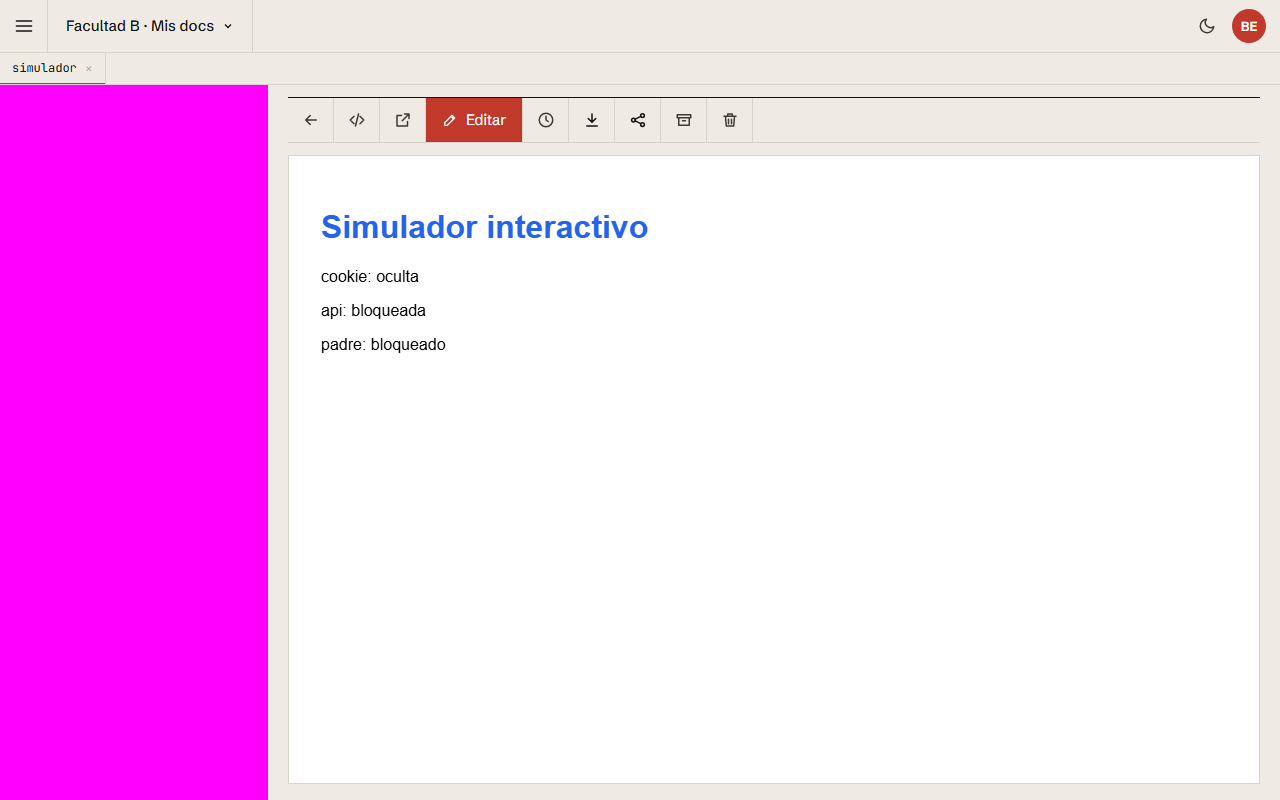 Facultad B · Mis docs
BE
simulador ×
Editar
Simulador interactivo
cookie: oculta
api: bloqueada
padre: bloqueado